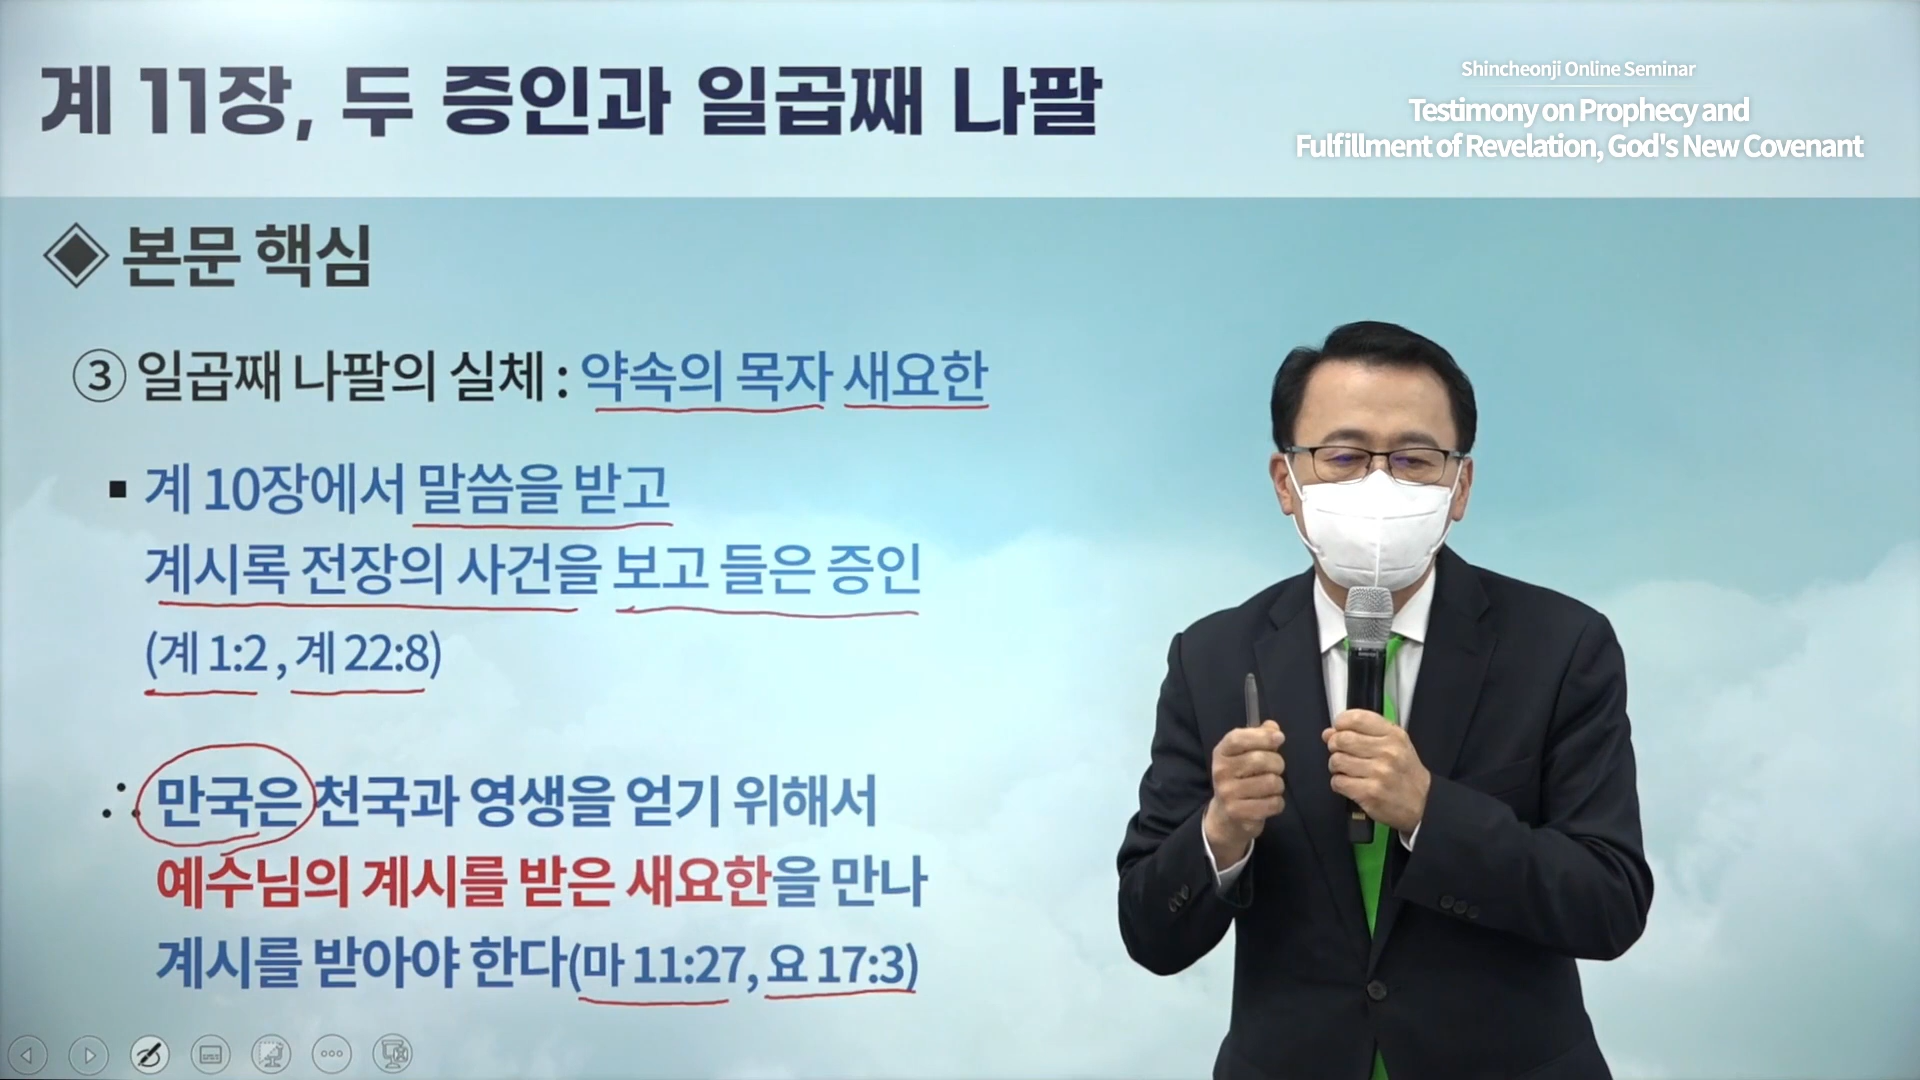 계 11장, 두 증인과 일곱째 나팔
Shincheonji Online Seminar
Testimony on Prophecy and
Fulfillment of Revelation, God's New Covenant
◈ 본문 핵심
③ 일곱째 나팔의 실체 : 약속의 목자 새요한
▪ 계 10장에서 말씀을 받고
계시록 전장의 사건을 보고 들은 증인
(계 1:2 , 계 22:8)
∴ 만국은 천국과 영생을 얻기 위해서
예수님의 계시를 받은 새요한을 만나
계시를 받아야 한다(마 11:27, 요 17:3)